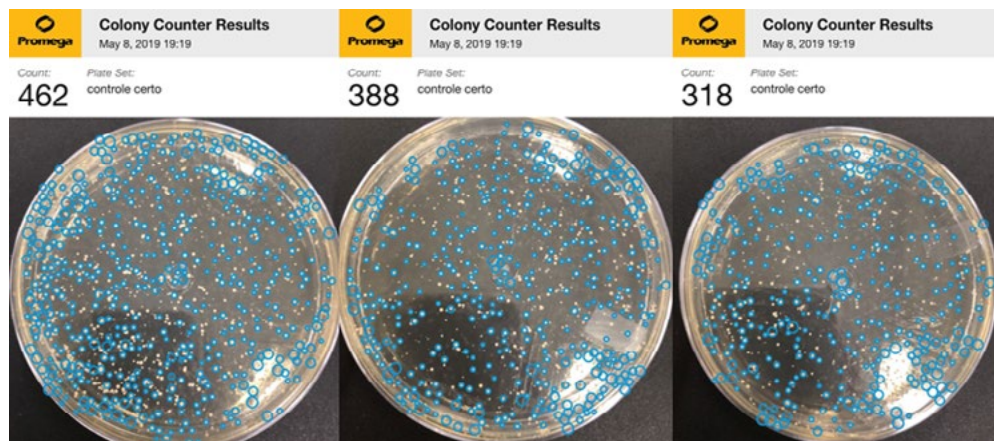 Promega
Colony Counter Results
May 8, 2019 19:19
Count:
462
Plate Set:
controle certo
Promega
Colony Counter Results
May 8, 2019 19:19
Count:
388
Plate Set:
controle certo
Promega
Colony Counter Results
May 8, 2019 19:19
Count:
318
Plate Set:
controle certo